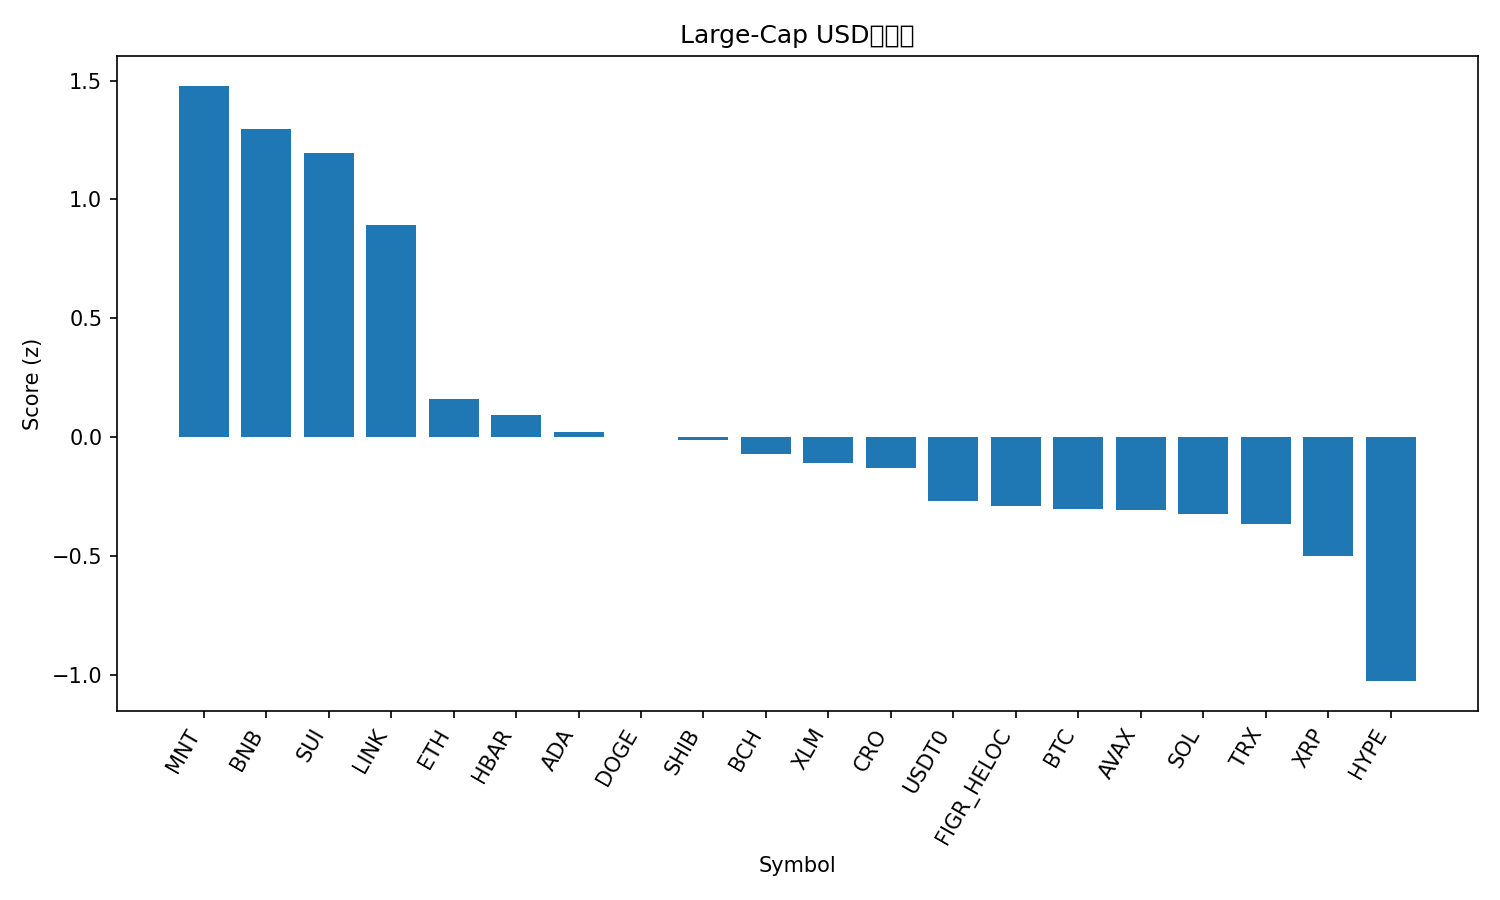 Large-Cap USD
Score (z)
1.5
1.0
0.5
0.0
−0.5
−1.0
MNT
BNB
SUI
LINK
ETH
HBAR
ADA
DOGE
SHIB
BCH
XLM
CRO
USDT0
FIGR_HELOC
BTC
AVAX
SOL
TRX
XRP
HYPE
Symbol